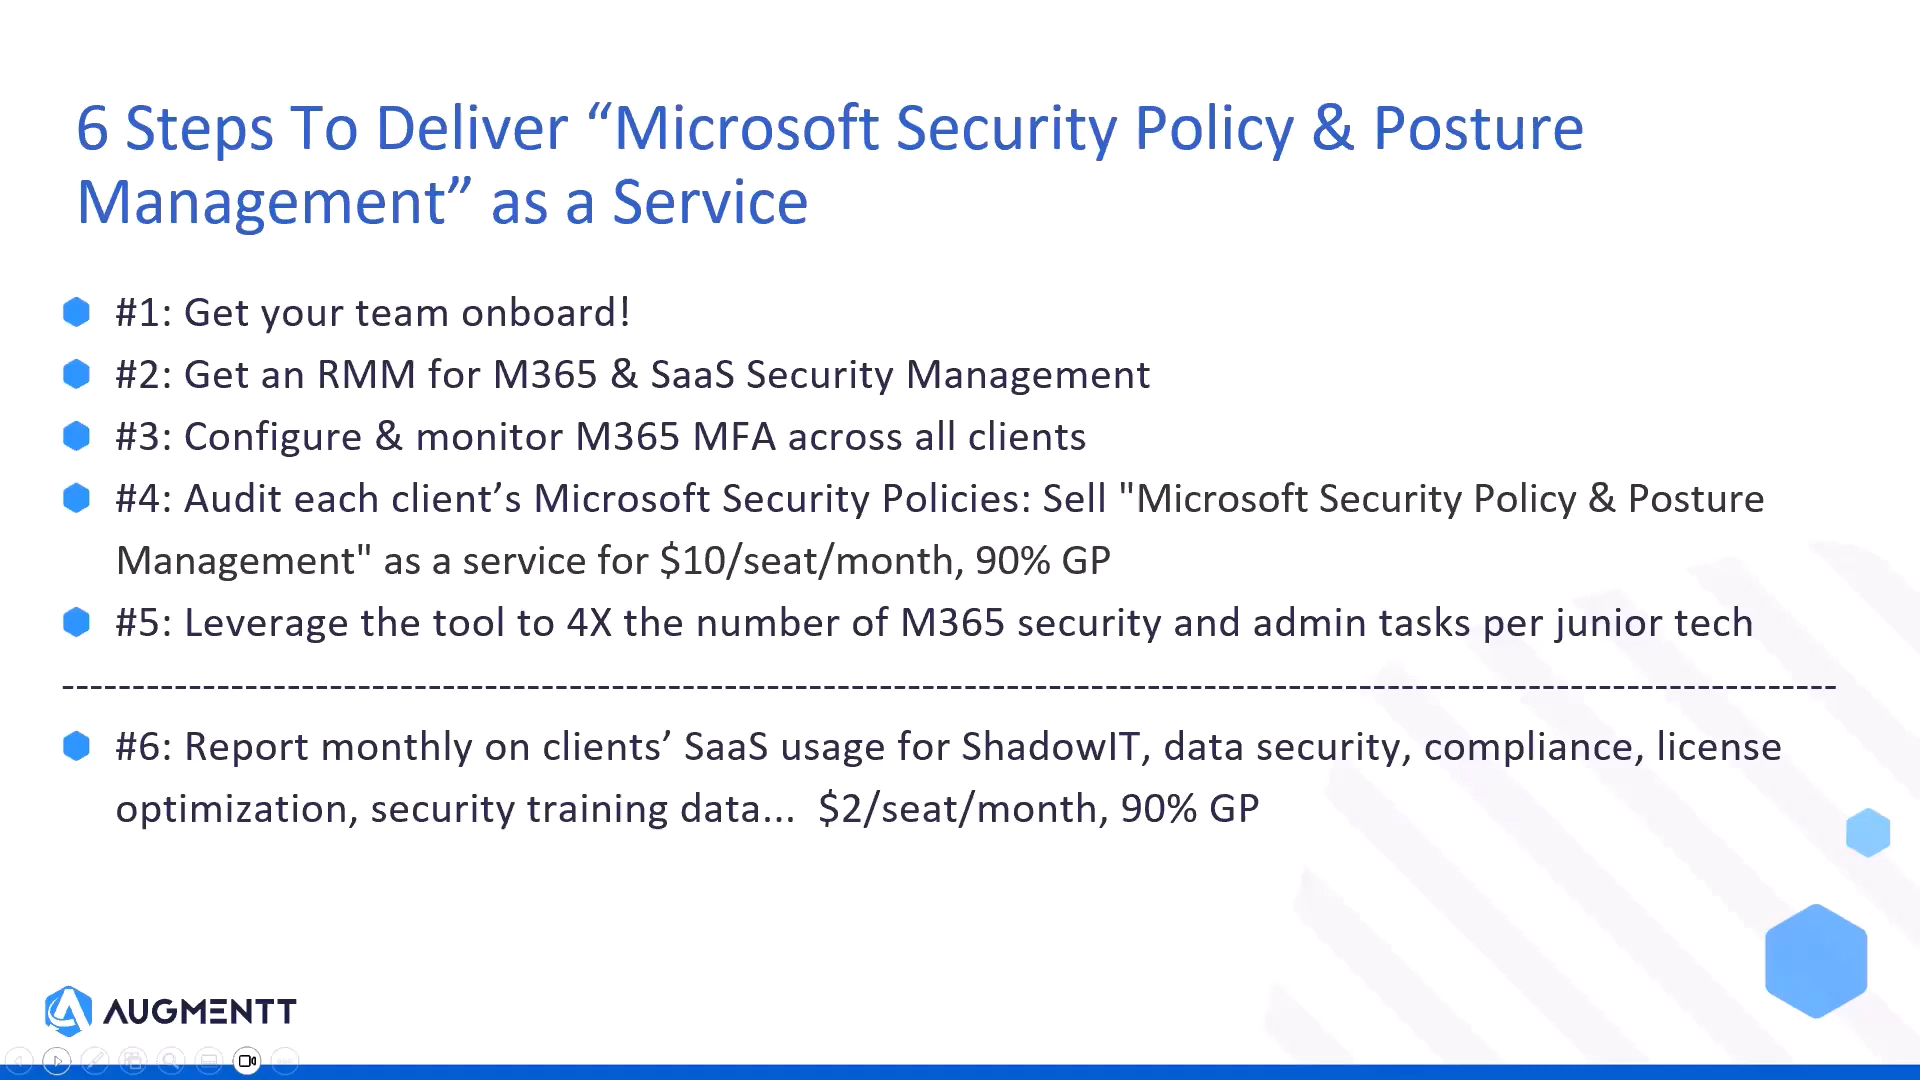 6 Steps To Deliver “Microsoft Security Policy & Posture
Management” as a Service
#1: Get your team onboard!
#2: Get an RMM for M365 & SaaS Security Management
#3: Configure & monitor M365 MFA across all clients
#4: Audit each client’s Microsoft Security Policies: Sell "Microsoft Security Policy & Posture
Management" as a service for $10/seat/month, 90% GP
#5: Leverage the tool to 4X the number of M365 security and admin tasks per junior tech
-----------------------------------------------------------------------------------------------------------------------------
#6: Report monthly on clients’ SaaS usage for ShadowIT, data security, compliance, license
optimization, security training data...  $2/seat/month, 90% GP
AUGMENTT